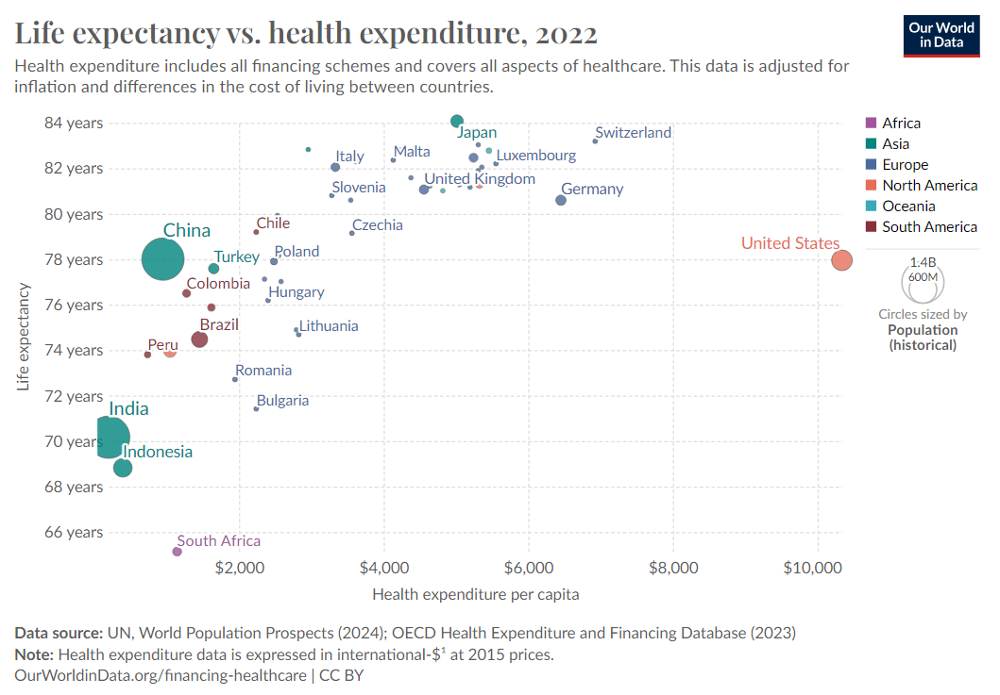 Life expectancy vs. health expenditure, 2022
Our World
in Data
Health expenditure includes all financing schemes and covers all aspects of healthcare. This data is adjusted for
inflation and differences in the cost of living between countries.
84 years
82 years
80 years
78 years
76 years
74 years
72 years
70 years
68 years
66 years
Life expectancy
Japan
Switzerland
Italy
Malta
Luxembourg
Slovenia
United Kingdom
Germany
China
Chile
Czechia
Turkey
Poland
United States
Colombia
Hungary
Brazil
Lithuania
Peru
Romania
Bulgaria
India
Indonesia
South Africa
$2,000
$4,000
$6,000
$8,000
$10,000
Health expenditure per capita
Africa
Asia
Europe
North America
Oceania
South America
1.4B
600M
Circles sized by
Population
(historical)
Data source: UN, World Population Prospects (2024); OECD Health Expenditure and Financing Database (2023)
Note: Health expenditure data is expressed in international-$¹ at 2015 prices.
OurWorldinData.org/financing-healthcare | CC BY